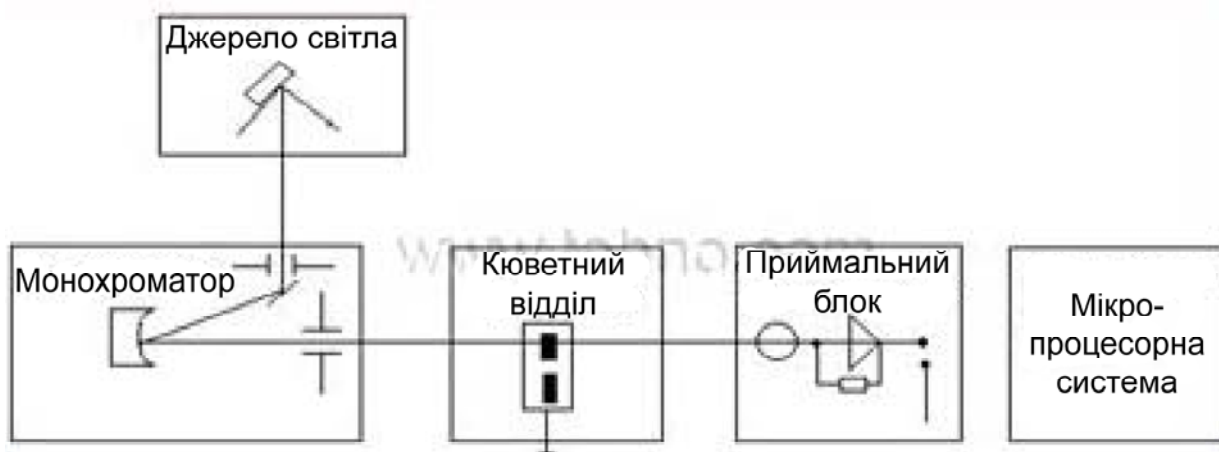 Джерело світла
Монохроматор
Кюветний
відділ
Приймальний
блок
Мікро-
процесорна
система